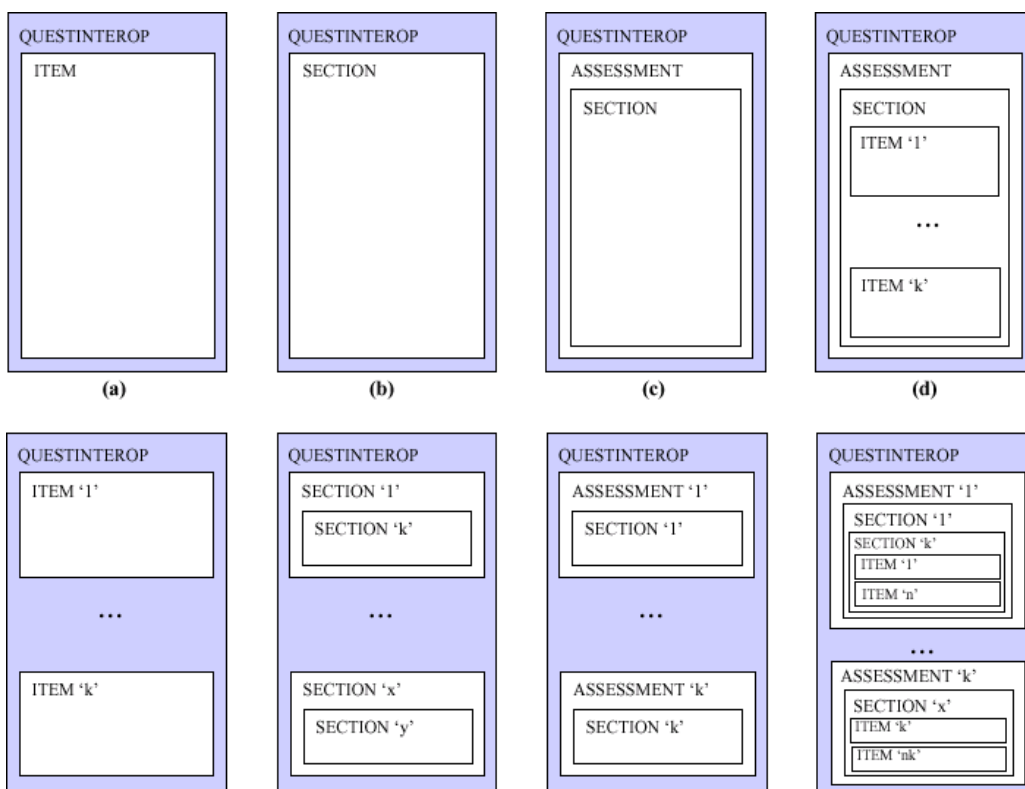 QUESTINTEROP
ITEM
(a)
QUESTINTEROP
SECTION
(b)
QUESTINTEROP
ASSESSMENT
SECTION
(c)
QUESTINTEROP
ASSESSMENT
SECTION
ITEM ‘1’
...
ITEM ‘k’
(d)
QUESTINTEROP
ITEM ‘1’
...
ITEM ‘k’
QUESTINTEROP
SECTION ‘1’
SECTION ‘k’
...
SECTION ‘x’
SECTION ‘y’
QUESTINTEROP
ASSESSMENT ‘1’
SECTION ‘1’
...
ASSESSMENT ‘k’
SECTION ‘k’
QUESTINTEROP
ASSESSMENT ‘1’
SECTION ‘1’
SECTION ‘k’
ITEM ‘1’
ITEM ‘n’
...
ASSESSMENT ‘k’
SECTION ‘x’
ITEM ‘k’
ITEM ‘nk’